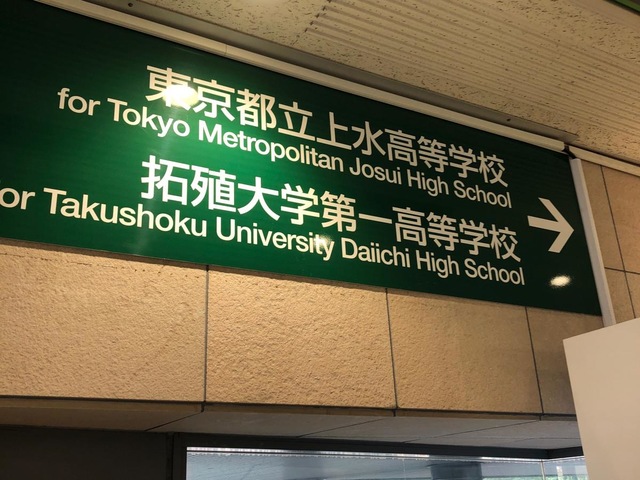 東京都立上水高等学校
for Tokyo Metropolitan Josui High School
拓殖大学第一高等学校
for Takushoku University Daiichi High School